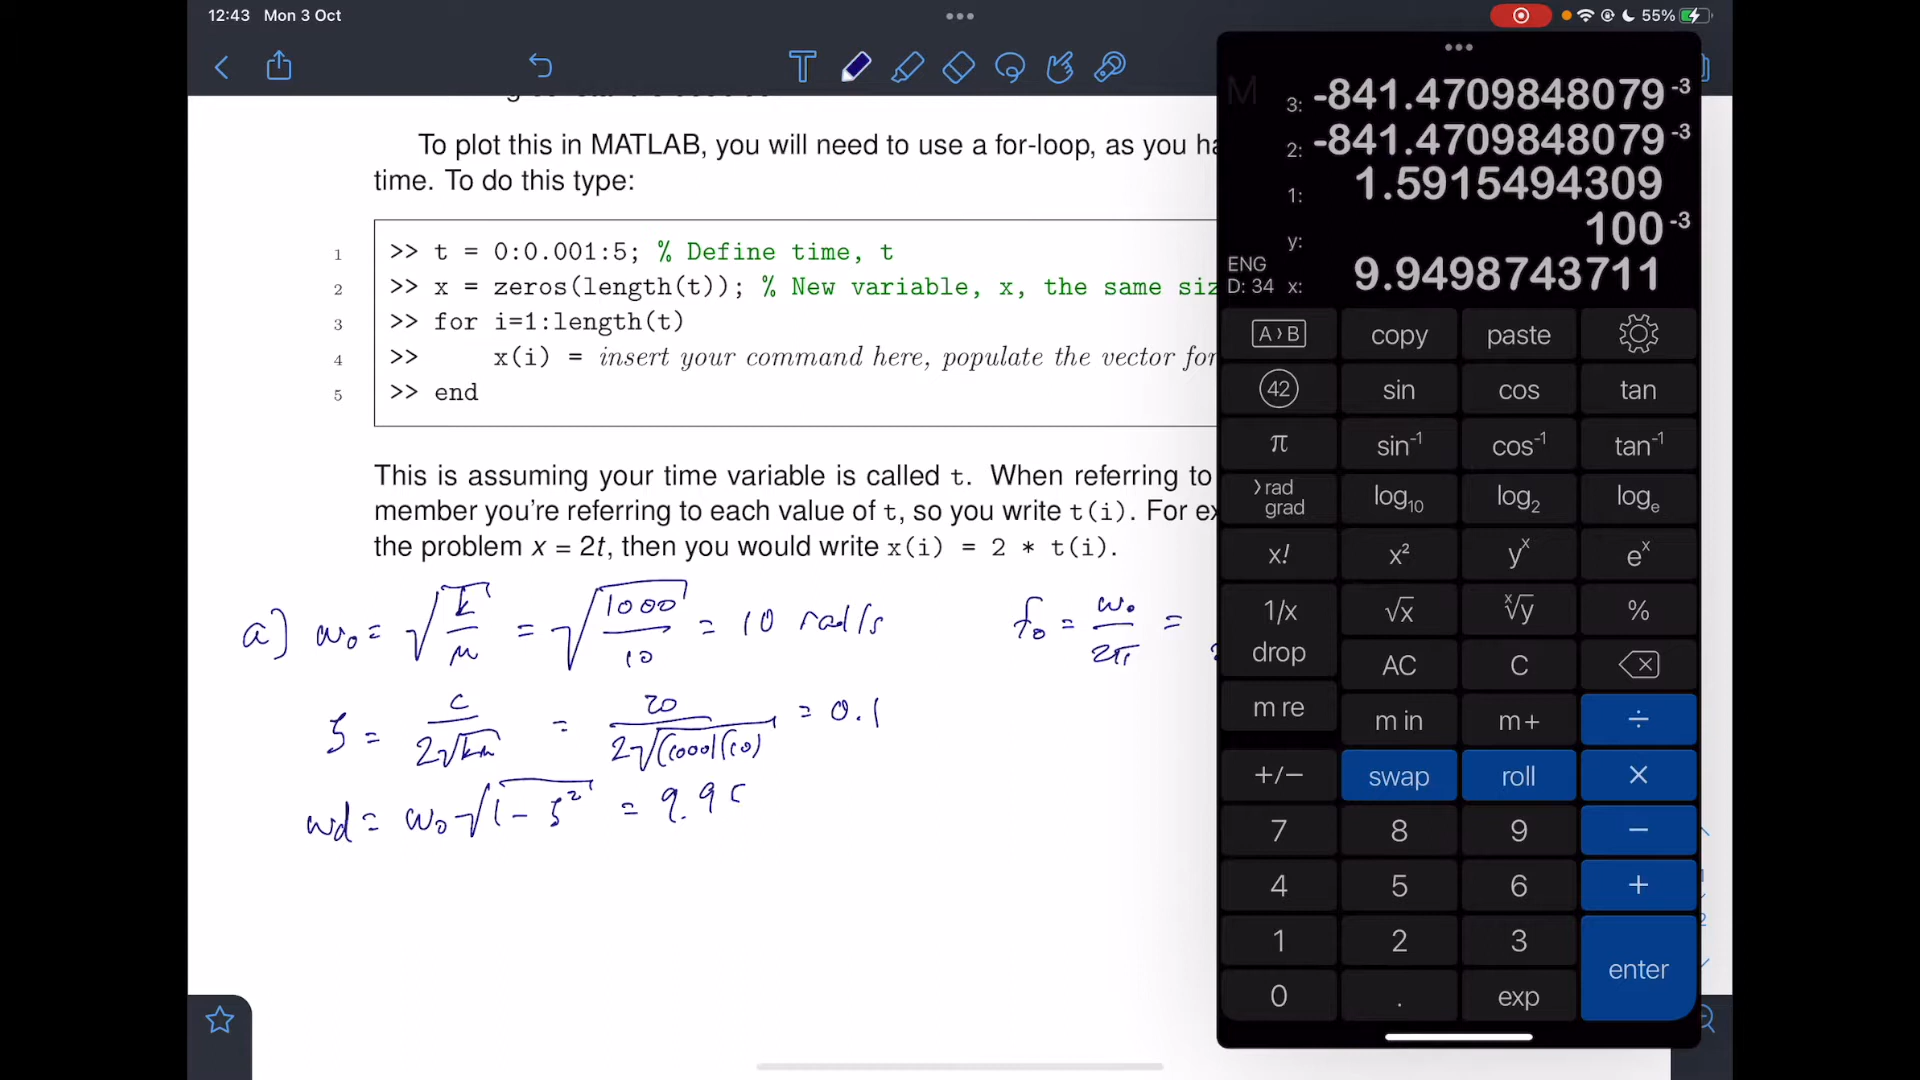 12:43 Mon 3 Oct
55%
To plot this in MATLAB, you will need to use a for-loop, as you ha
time. To do this type:
1 >> t = 0:0.001:5; % Define time, t
2 >> x = zeros(length(t)); % New variable, x, the same siz
3 >> for i=1:length(t)
4 >> x(i) = insert your command here, populate the vector for
5 >> end
This is assuming your time variable is called t. When referring to
member you're referring to each value of t, so you write t(i). For ex
the problem x = 2t, then you would write x(i) = 2 * t(i).
a) ω₀ = √(k/m) = √(1000/10) = 10 rad/s f₀ = ω₀/2π =
ζ = c/2√km = 20/2√(1000)(10) = 0.1
ωd = ω₀√1-ζ² = 9.95
M
3: -841.4709848079 -3
2: -841.4709848079 -3
1: 1.5915494309
y: 100 -3
ENG
D: 34 x: 9.9498743711
A>B copy paste
42 sin cos tan
π sin⁻¹ cos⁻¹ tan⁻¹
>rad grad log₁₀ log₂ logₑ
x! x² yˣ eˣ
1/x √x ˣ√y %
drop AC C
m re m in m+ ÷
+/− swap roll ×
7 8 9 −
4 5 6 +
1 2 3 enter
0 . exp